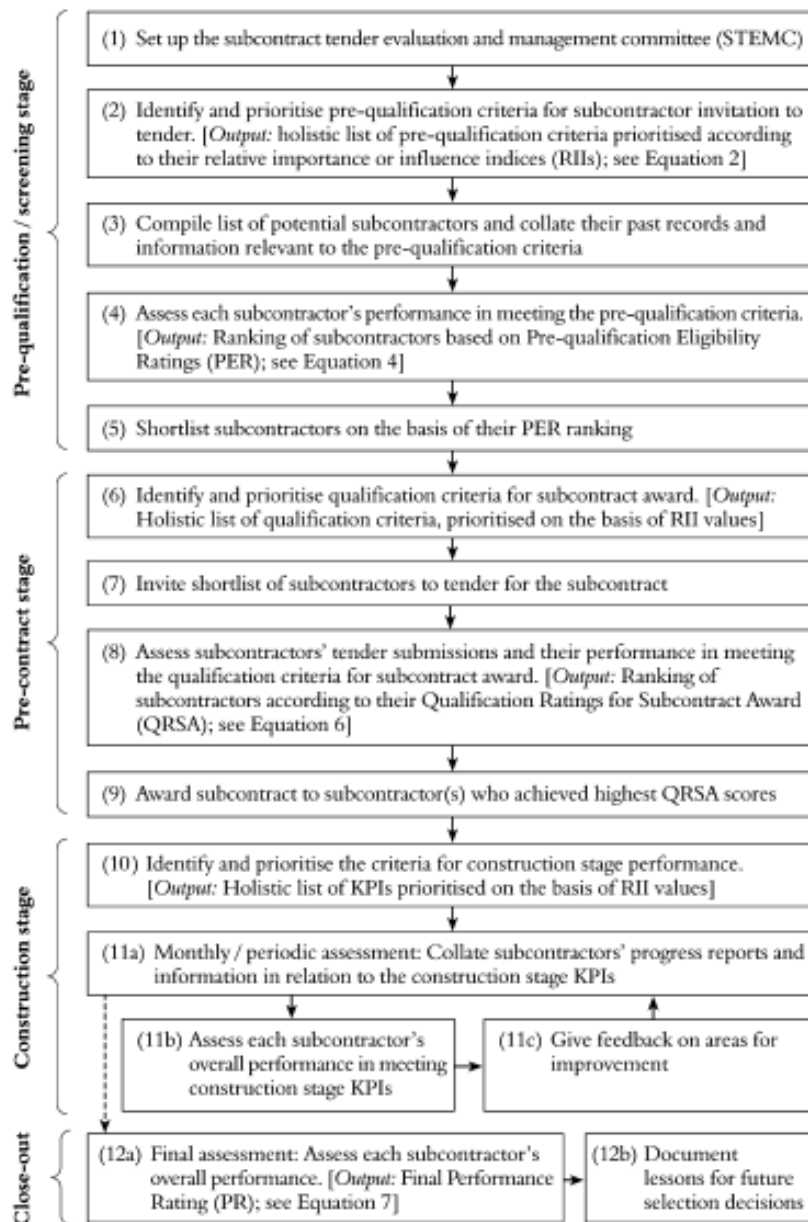 Pre-qualification / screening stage
(1) Set up the subcontract tender evaluation and management committee (STEMC)
(2) Identify and prioritise pre-qualification criteria for subcontractor invitation to
tender. [Output: holistic list of pre-qualification criteria prioritised according
to their relative importance or influence indices (RIIs); see Equation 2]
(3) Compile list of potential subcontractors and collate their past records and
information relevant to the pre-qualification criteria
(4) Assess each subcontractor's performance in meeting the pre-qualification criteria.
[Output: Ranking of subcontractors based on Pre-qualification Eligibility
Ratings (PER); see Equation 4]
(5) Shortlist subcontractors on the basis of their PER ranking
Pre-contract stage
(6) Identify and prioritise qualification criteria for subcontract award. [Output:
Holistic list of qualification criteria, prioritised on the basis of RII values]
(7) Invite shortlist of subcontractors to tender for the subcontract
(8) Assess subcontractors' tender submissions and their performance in meeting
the qualification criteria for subcontract award. [Output: Ranking of
subcontractors according to their Qualification Ratings for Subcontract Award
(QRSA); see Equation 6]
(9) Award subcontract to subcontractor(s) who achieved highest QRSA scores
Construction stage
(10) Identify and prioritise the criteria for construction stage performance.
[Output: Holistic list of KPIs prioritised on the basis of RII values]
(11a) Monthly / periodic assessment: Collate subcontractors' progress reports and
information in relation to the construction stage KPIs
(11b) Assess each subcontractor's
overall performance in meeting
construction stage KPIs
(11c) Give feedback on areas for
improvement
Close-out
(12a) Final assessment: Assess each subcontractor's
overall performance. [Output: Final Performance
Rating (PR); see Equation 7]
(12b) Document
lessons for future
selection decisions